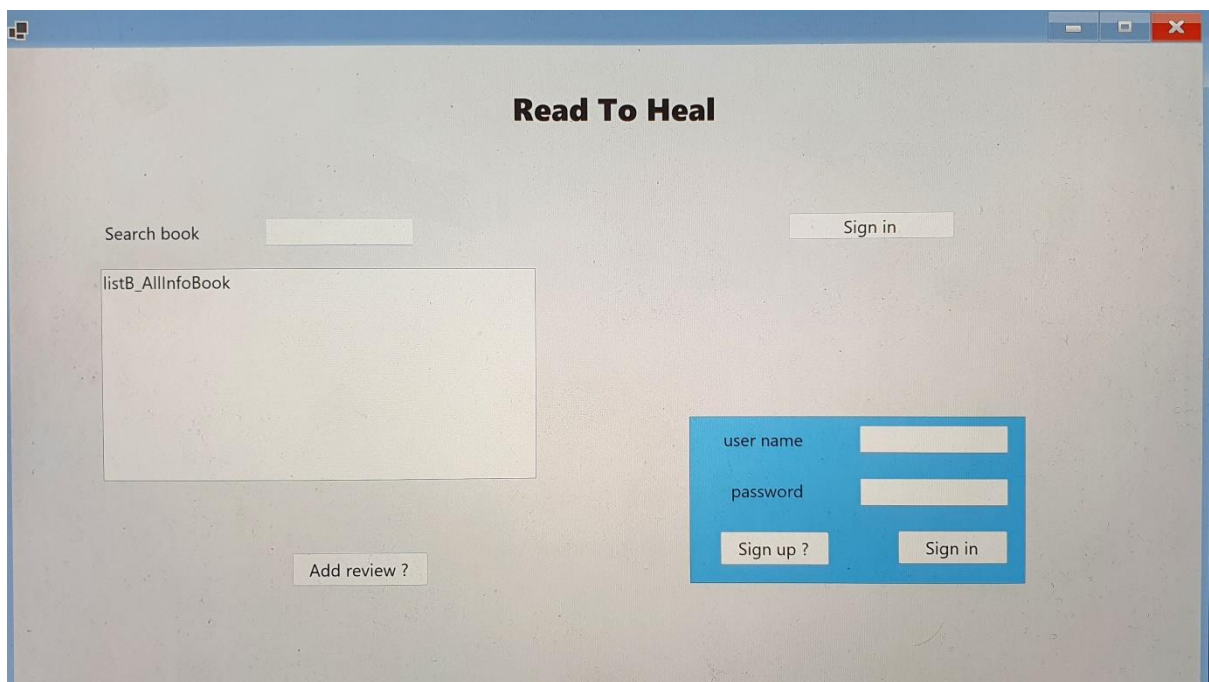 Read To Heal
Search book
Sign in
listB_AllInfoBook
user name
password
Sign up ?
Sign in
Add review ?